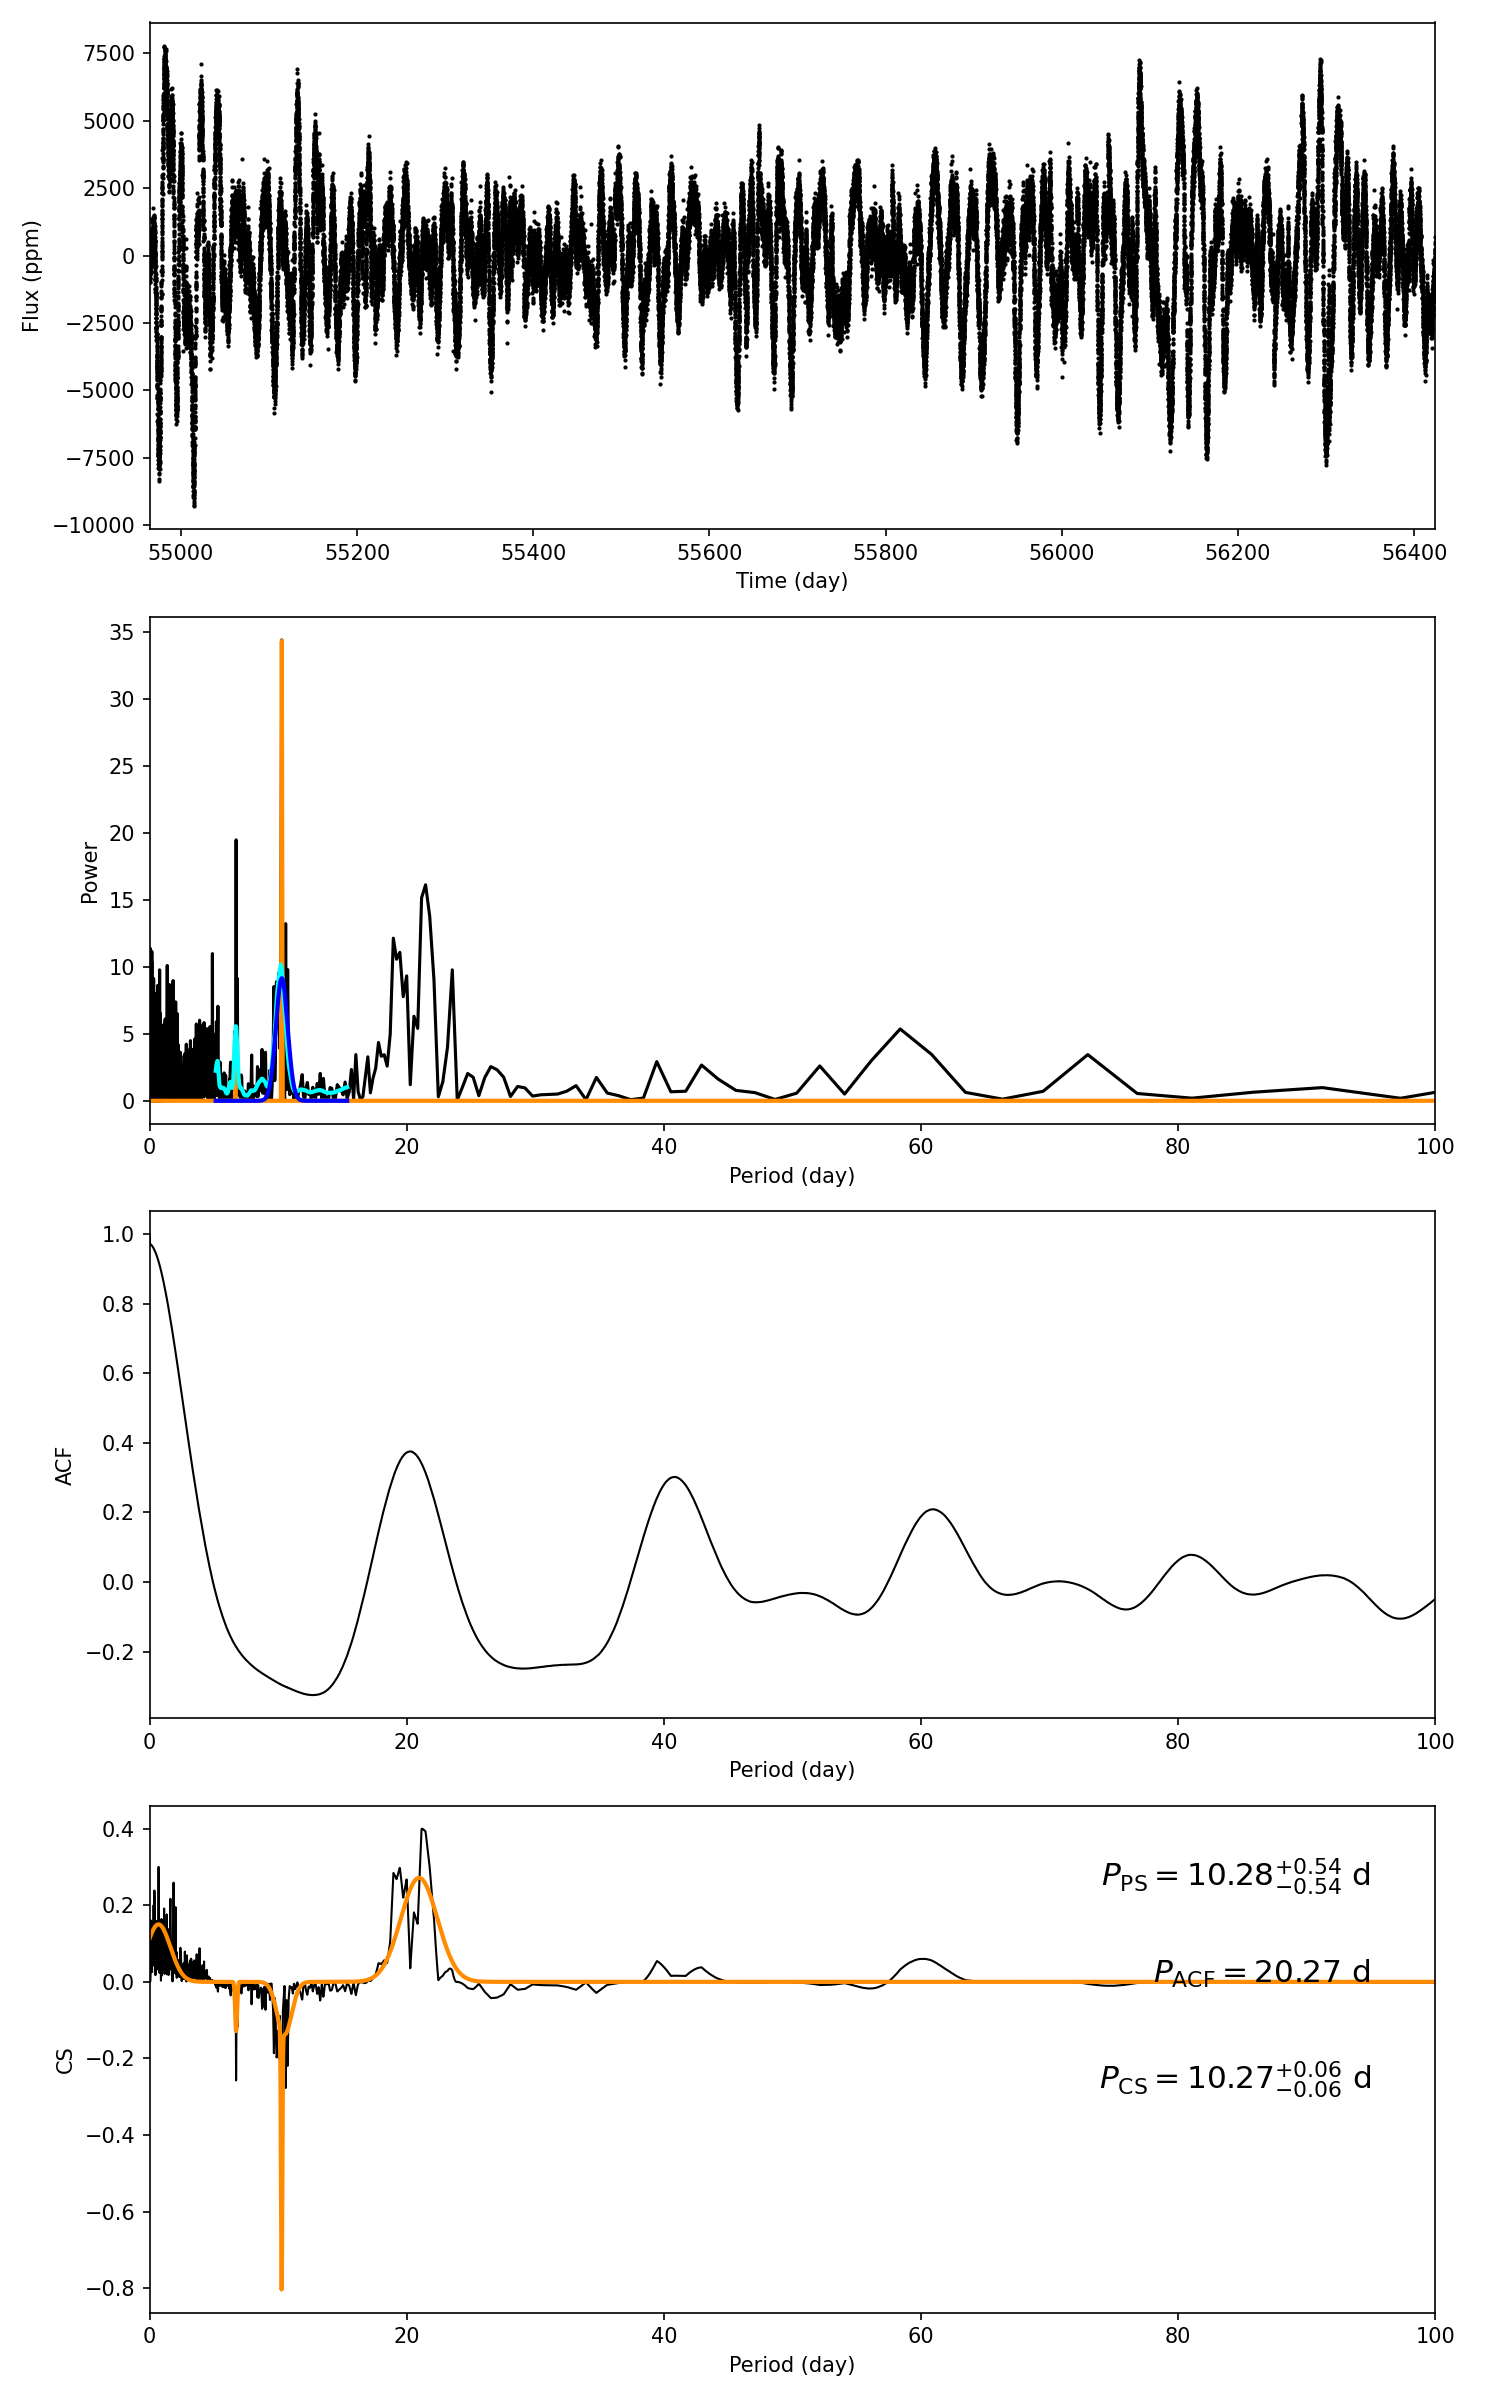 7500
5000
2500
0
−2500
−5000
−7500
−10000
Flux (ppm)
55000 55200 55400 55600 55800 56000 56200 56400
Time (day)
35
30
25
20
15
10
5
0
Power
0 20 40 60 80 100
Period (day)
1.0
0.8
0.6
0.4
0.2
0.0
−0.2
ACF
0 20 40 60 80 100
Period (day)
0.4
0.2
0.0
−0.2
−0.4
−0.6
−0.8
CS
P_PS = 10.28^{+0.54}_{−0.54} d
P_ACF = 20.27 d
P_CS = 10.27^{+0.06}_{−0.06} d
0 20 40 60 80 100
Period (day)